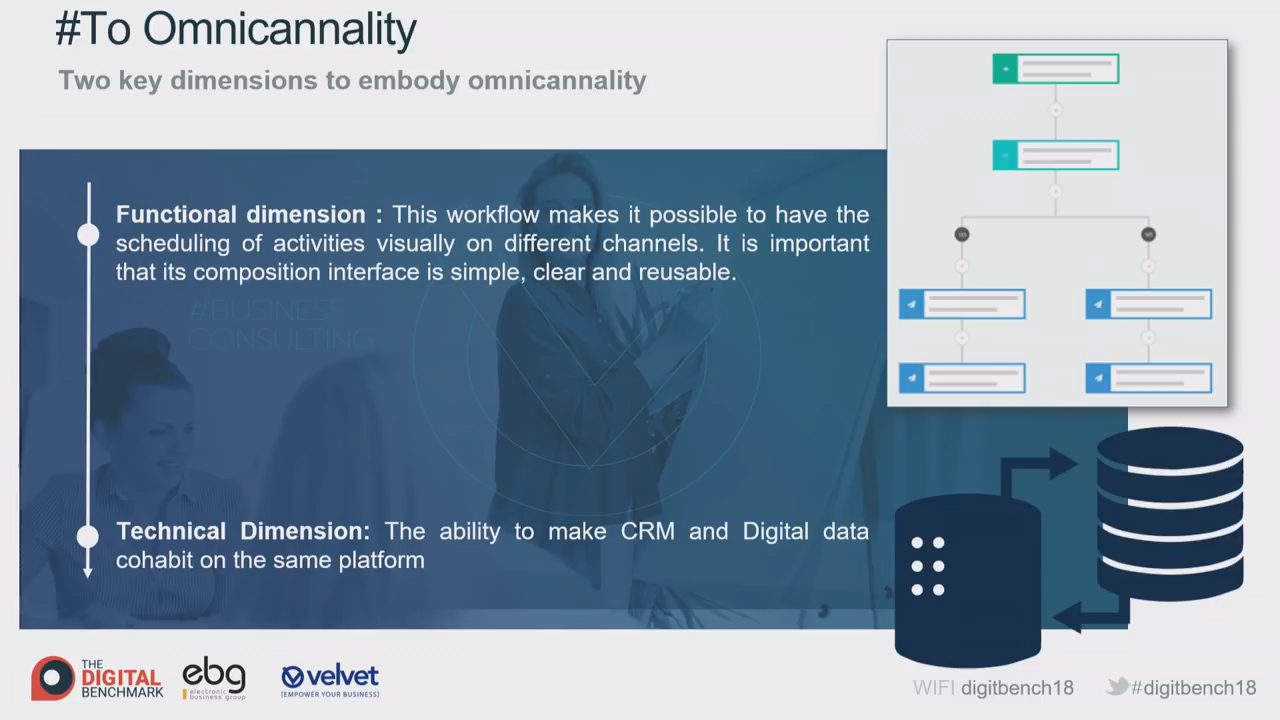 #To Omnicannality
Two key dimensions to embody omnicannality
Functional dimension : This workflow makes it possible to have the
scheduling of activities visually on different channels. It is important
that its composition interface is simple, clear and reusable.
#BUSINESS
CONSULTING
Technical Dimension: The ability to make CRM and Digital data
cohabit on the same platform
THE
DIGITAL
BENCHMARK
ebg
electronic
business group
velvet
[EMPOWER YOUR BUSINESS]
WIFI digitbench18
#digitbench18